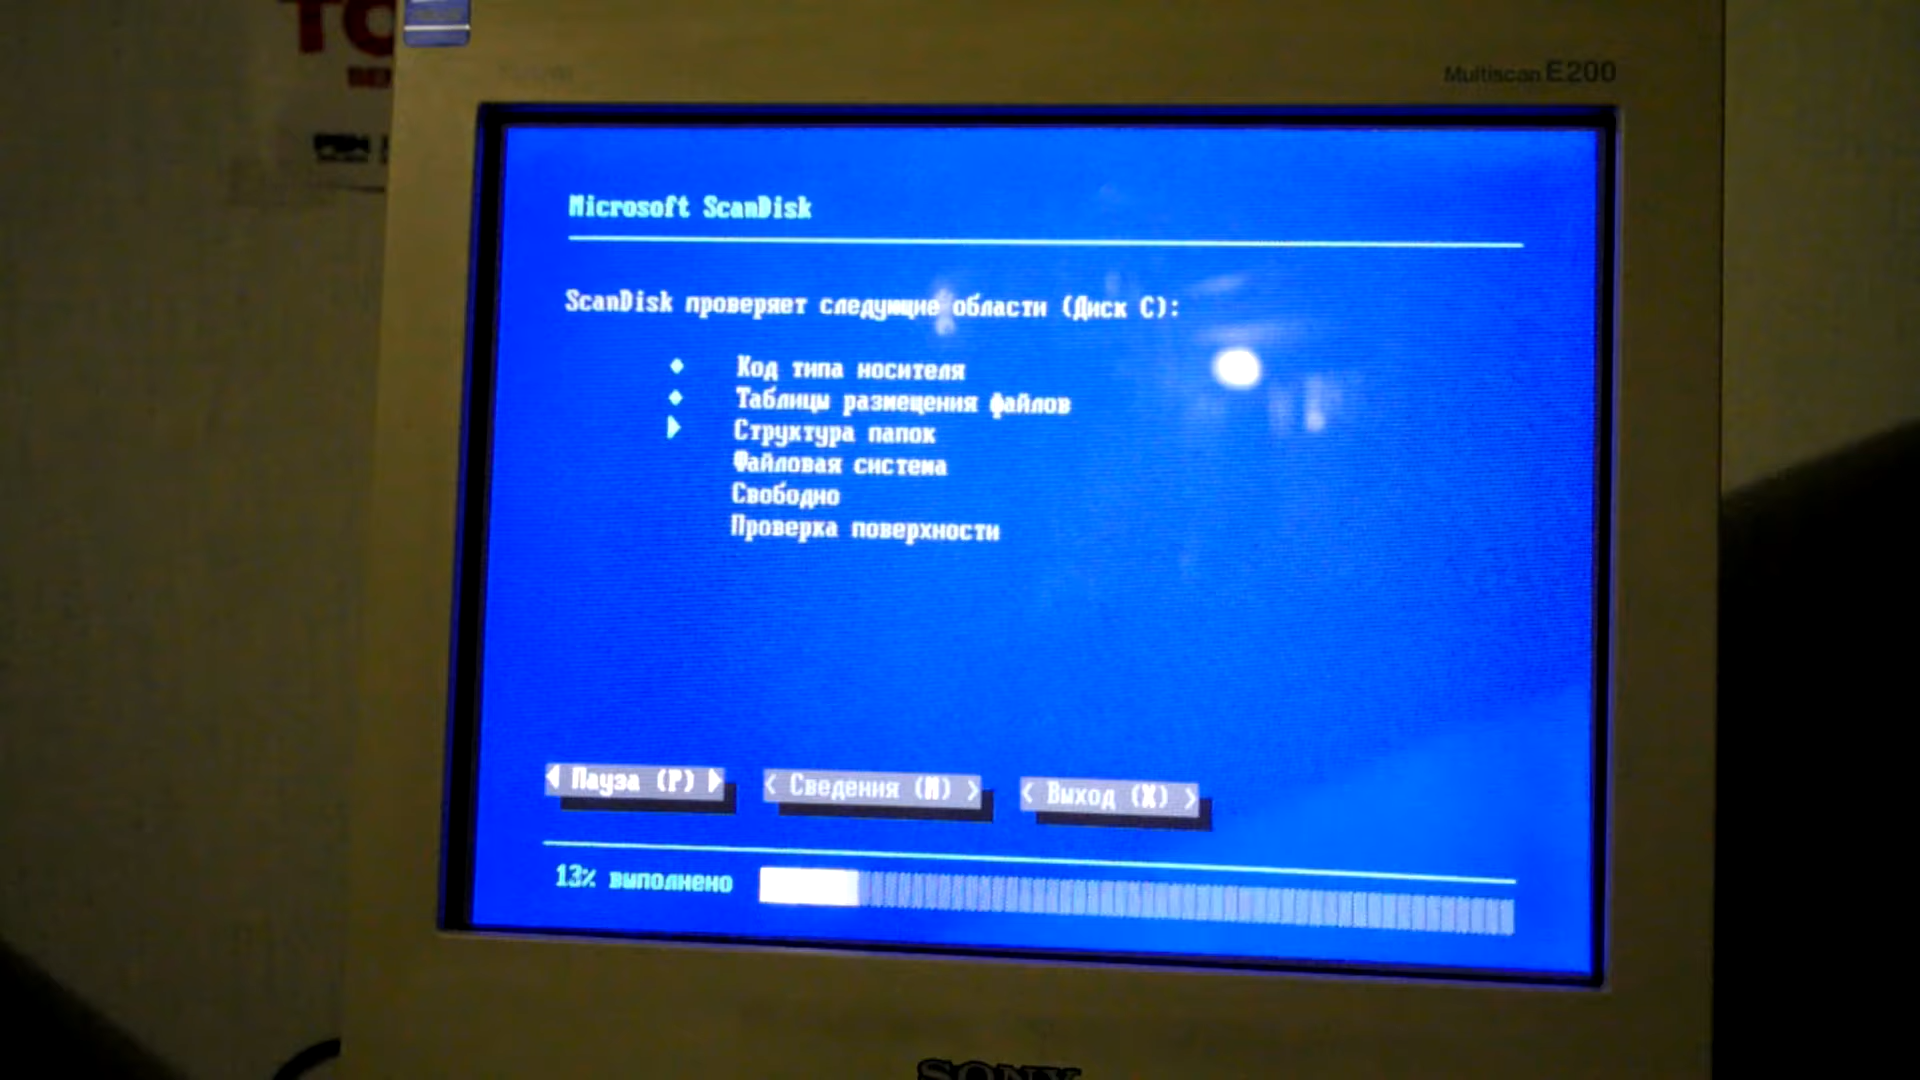 Multiscan E200
Microsoft ScanDisk
ScanDisk проверяет следующие области (Диск C):
Код типа носителя
Таблицы размещения файлов
Структура папок
Файловая система
Свободно
Проверка поверхности
Пауза (P)
< Сведения (M) >
< Выход (X) >
13% выполнено
SONY